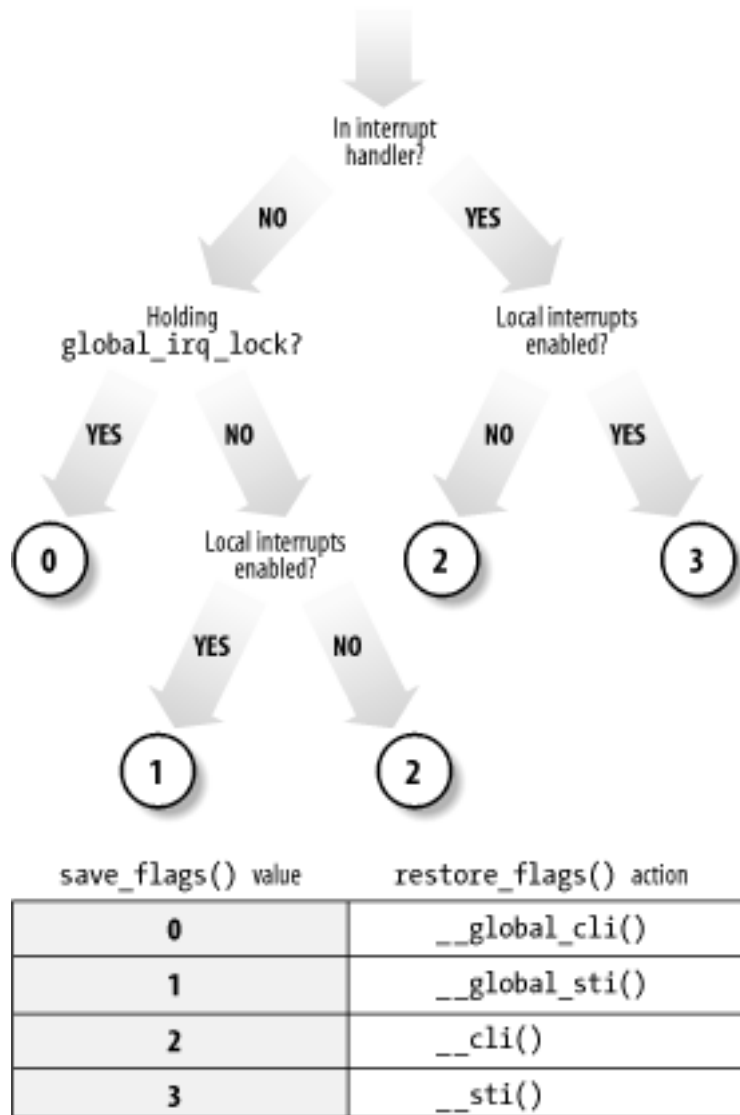 In interrupt
handler?
NO
YES
Holding
global_irq_lock?
Local interrupts
enabled?
YES
NO
NO
YES
0
Local interrupts
enabled?
2
3
YES
NO
1
2
save_flags() value restore_flags() action
0 __global_cli()
1 __global_sti()
2 __cli()
3 __sti()